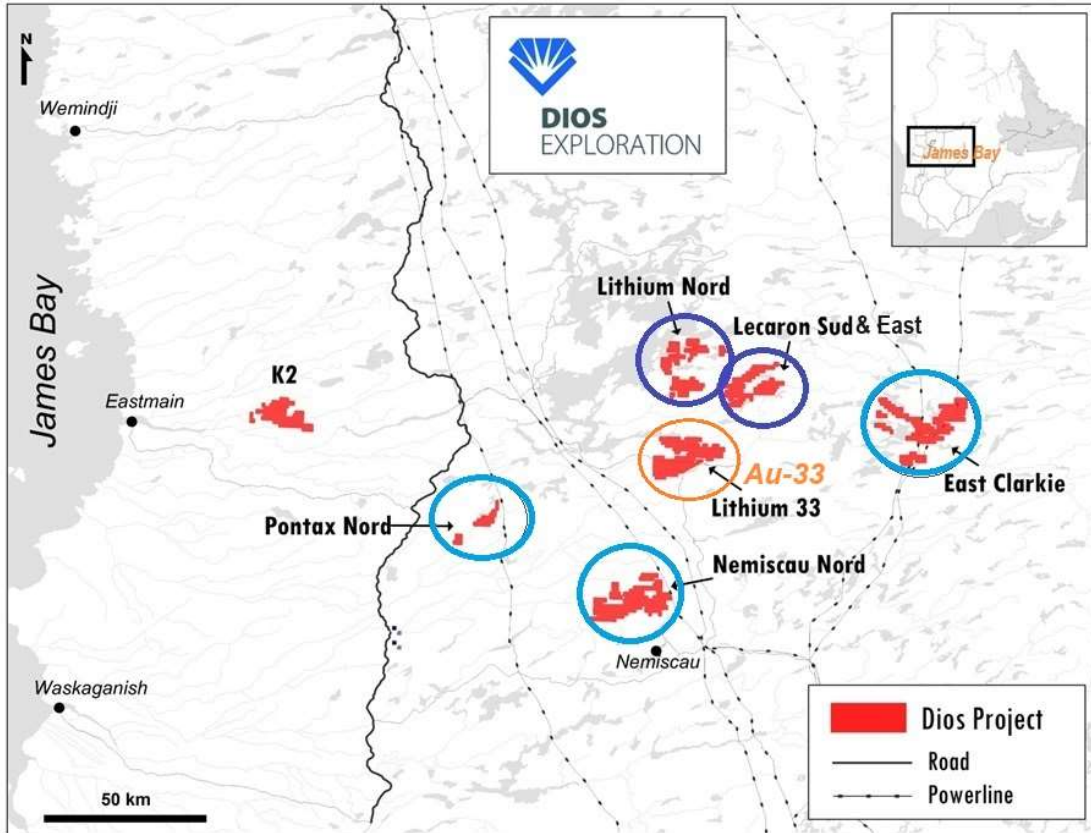 N
DIOS
EXPLORATION
James Bay
Wemindji
James Bay
Lithium Nord
Lecaron Sud & East
K2
Eastmain
Au-33
East Clarkie
Lithium 33
Pontax Nord
Nemiscau Nord
Nemiscau
Waskaganish
Dios Project
Road
Powerline
50 km